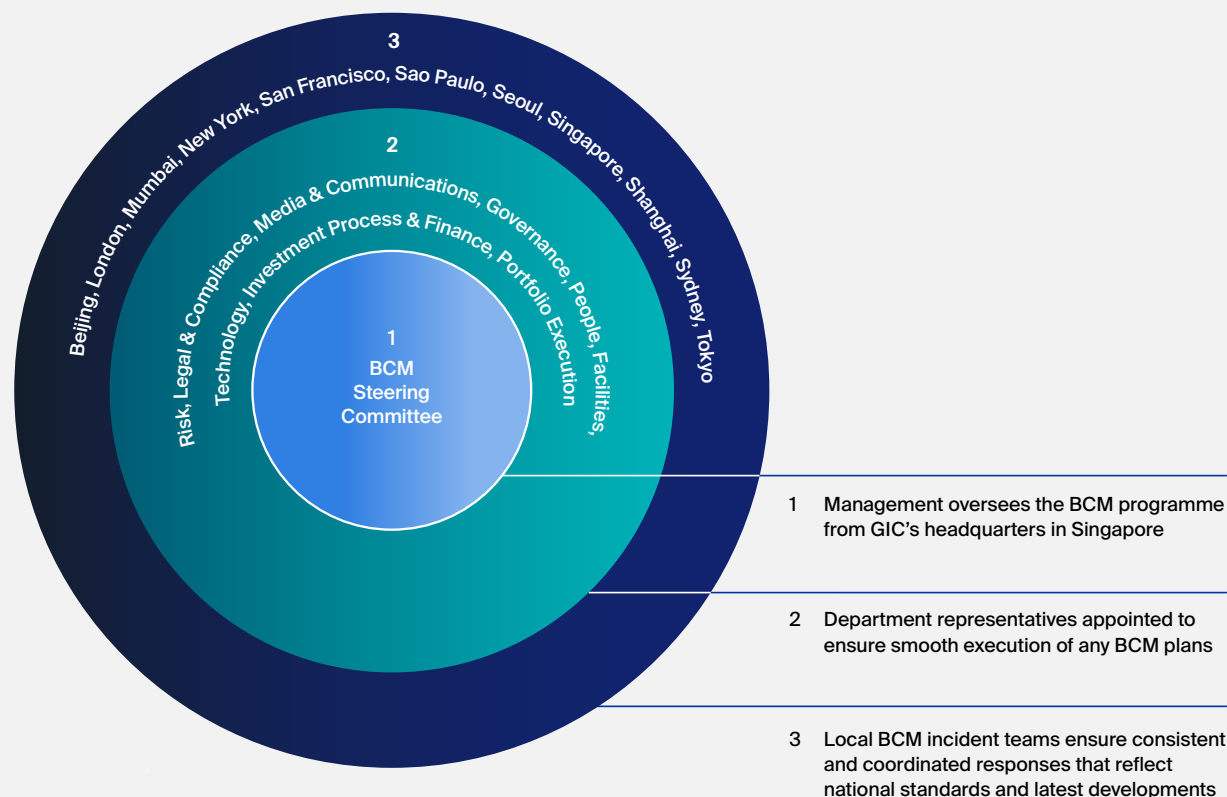 3
Beijing, London, Mumbai, New York, San Francisco, Sao Paulo, Seoul, Singapore, Shanghai, Sydney, Tokyo
2
Risk, Legal & Compliance, Media & Communications, Governance, People, Facilities,
Technology, Investment Process & Finance, Portfolio Execution
1
BCM
Steering
Committee
1 Management oversees the BCM programme
from GIC’s headquarters in Singapore
2 Department representatives appointed to
ensure smooth execution of any BCM plans
3 Local BCM incident teams ensure consistent
and coordinated responses that reflect
national standards and latest developments